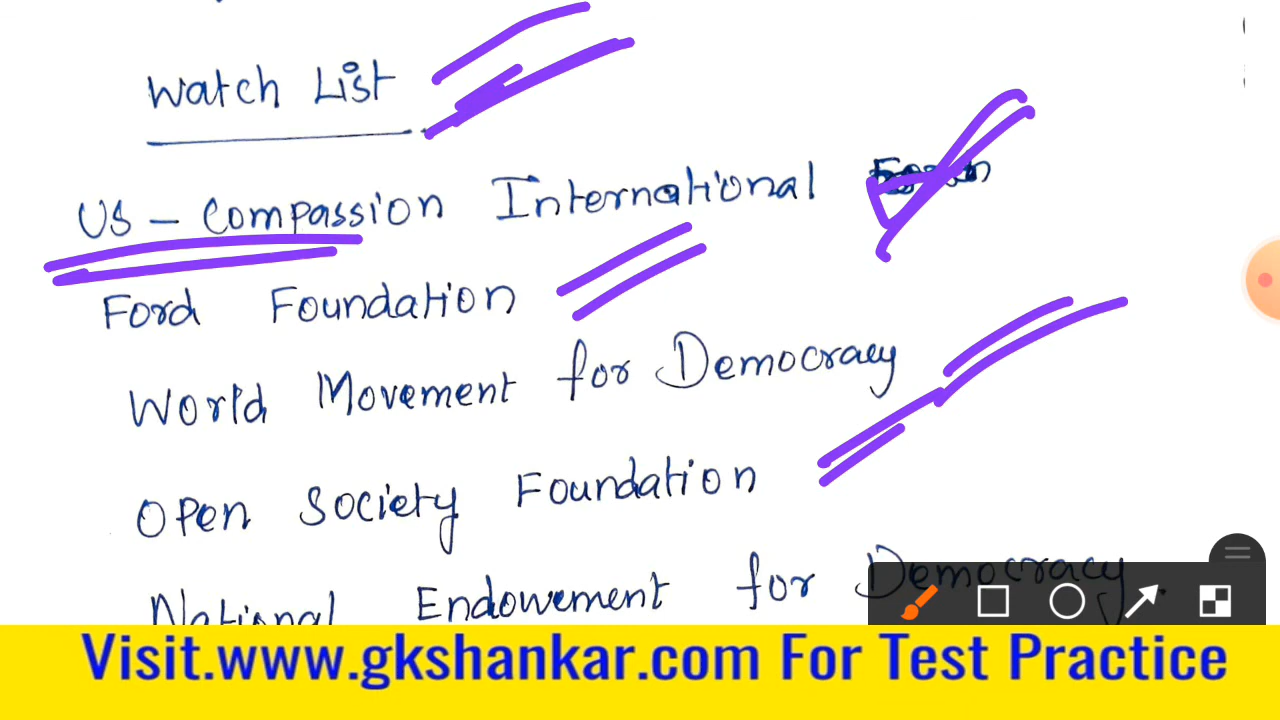 Watch List
US - Compassion International
Ford Foundation
World Movement for Democracy
Open Society Foundation
National Endowement for Democracy.
Visit.www.gkshankar.com For Test Practice